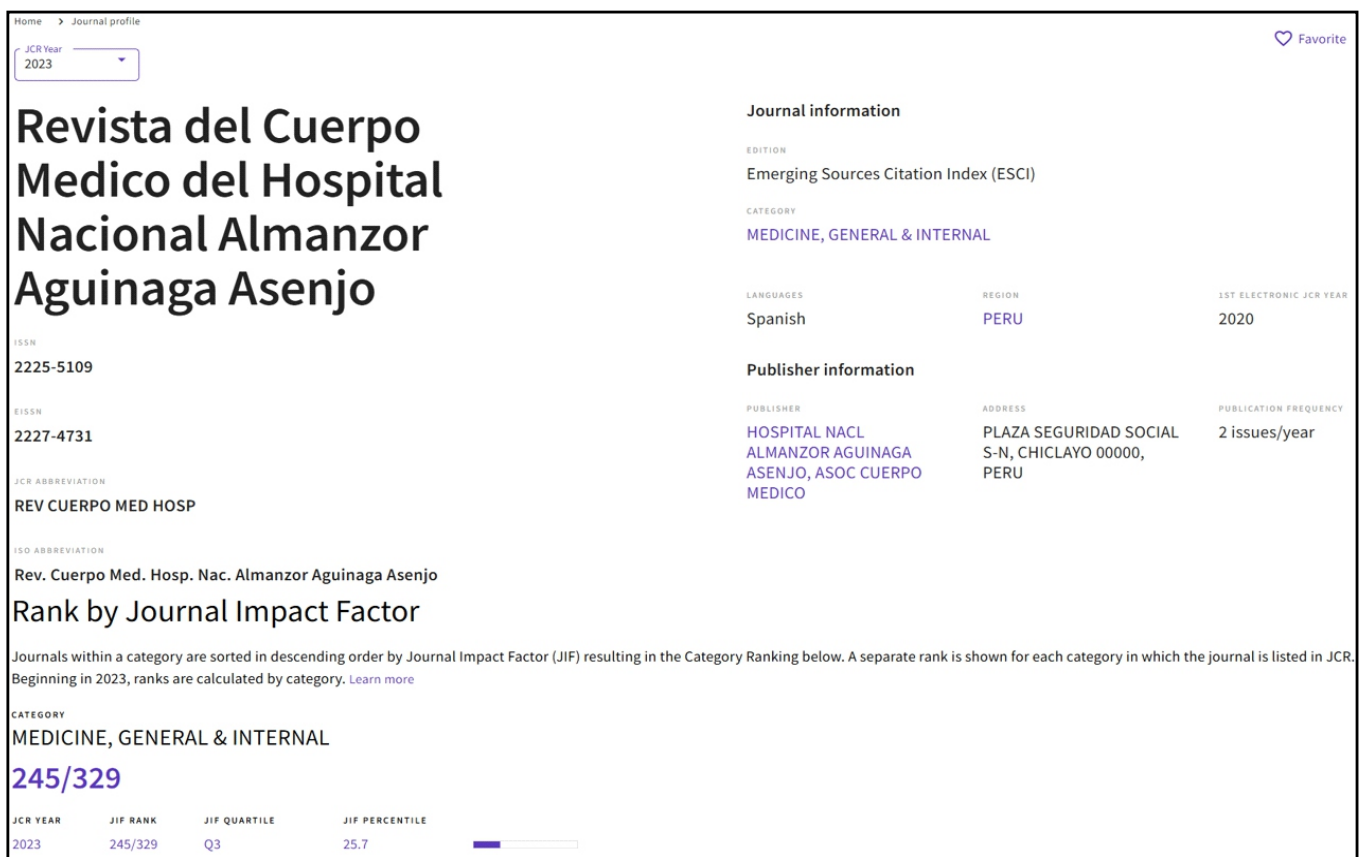 Home > Journal profile
Favorite
JCR Year
2023
Revista del Cuerpo
Medico del Hospital
Nacional Almanzor
Aguinaga Asenjo
ISSN
2225-5109
EISSN
2227-4731
JCR ABBREVIATION
REV CUERPO MED HOSP
ISO ABBREVIATION
Rev. Cuerpo Med. Hosp. Nac. Almanzor Aguinaga Asenjo
Journal information
EDITION
Emerging Sources Citation Index (ESCI)
CATEGORY
MEDICINE, GENERAL & INTERNAL
LANGUAGES
Spanish
REGION
PERU
1ST ELECTRONIC JCR YEAR
2020
Publisher information
PUBLISHER
HOSPITAL NACL
ALMANZOR AGUINAGA
ASENJO, ASOC CUERPO
MEDICO
ADDRESS
PLAZA SEGURIDAD SOCIAL
S-N, CHICLAYO 00000,
PERU
PUBLICATION FREQUENCY
2 issues/year
Rank by Journal Impact Factor
Journals within a category are sorted in descending order by Journal Impact Factor (JIF) resulting in the Category Ranking below. A separate rank is shown for each category in which the journal is listed in JCR.
Beginning in 2023, ranks are calculated by category. Learn more
CATEGORY
MEDICINE, GENERAL & INTERNAL
245/329
JCR YEAR JIF RANK JIF QUARTILE JIF PERCENTILE
2023 245/329 Q3 25.7